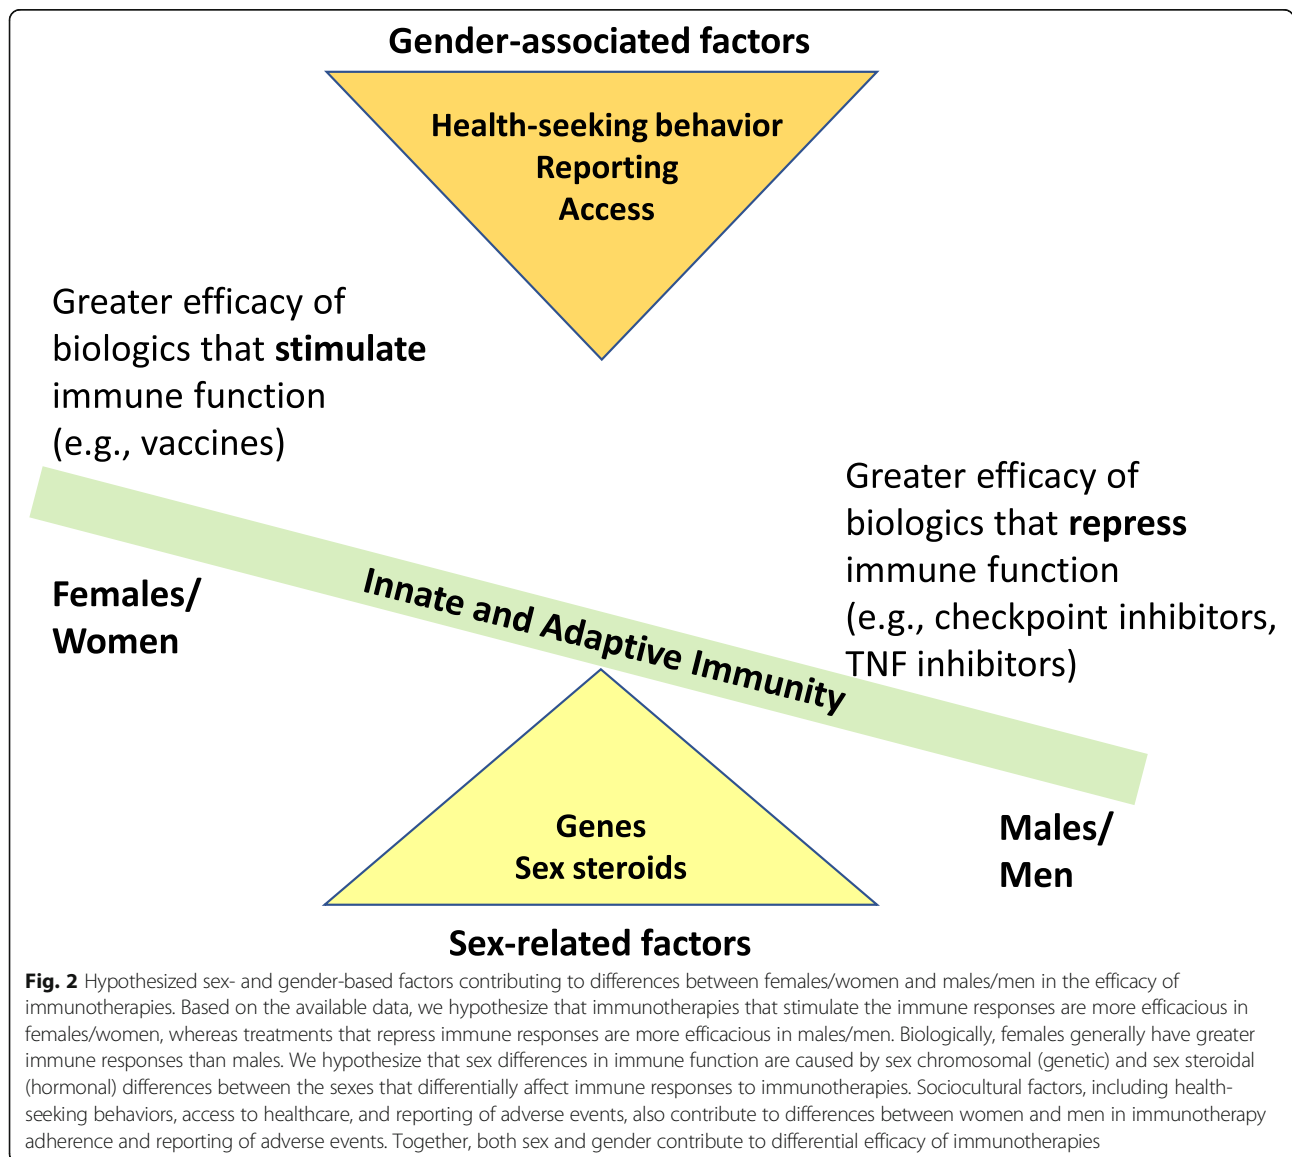 Gender-associated factors
Health-seeking behavior
Reporting
Access
Greater efficacy of
biologics that stimulate
immune function
(e.g., vaccines)
Greater efficacy of
biologics that repress
immune function
(e.g., checkpoint inhibitors,
TNF inhibitors)
Females/
Women
Innate and Adaptive Immunity
Males/
Men
Genes
Sex steroids
Sex-related factors
Fig. 2 Hypothesized sex- and gender-based factors contributing to differences between females/women and males/men in the efficacy of
immunotherapies. Based on the available data, we hypothesize that immunotherapies that stimulate the immune responses are more efficacious in
females/women, whereas treatments that repress immune responses are more efficacious in males/men. Biologically, females generally have greater
immune responses than males. We hypothesize that sex differences in immune function are caused by sex chromosomal (genetic) and sex steroidal
(hormonal) differences between the sexes that differentially affect immune responses to immunotherapies. Sociocultural factors, including health-
seeking behaviors, access to healthcare, and reporting of adverse events, also contribute to differences between women and men in immunotherapy
adherence and reporting of adverse events. Together, both sex and gender contribute to differential efficacy of immunotherapies